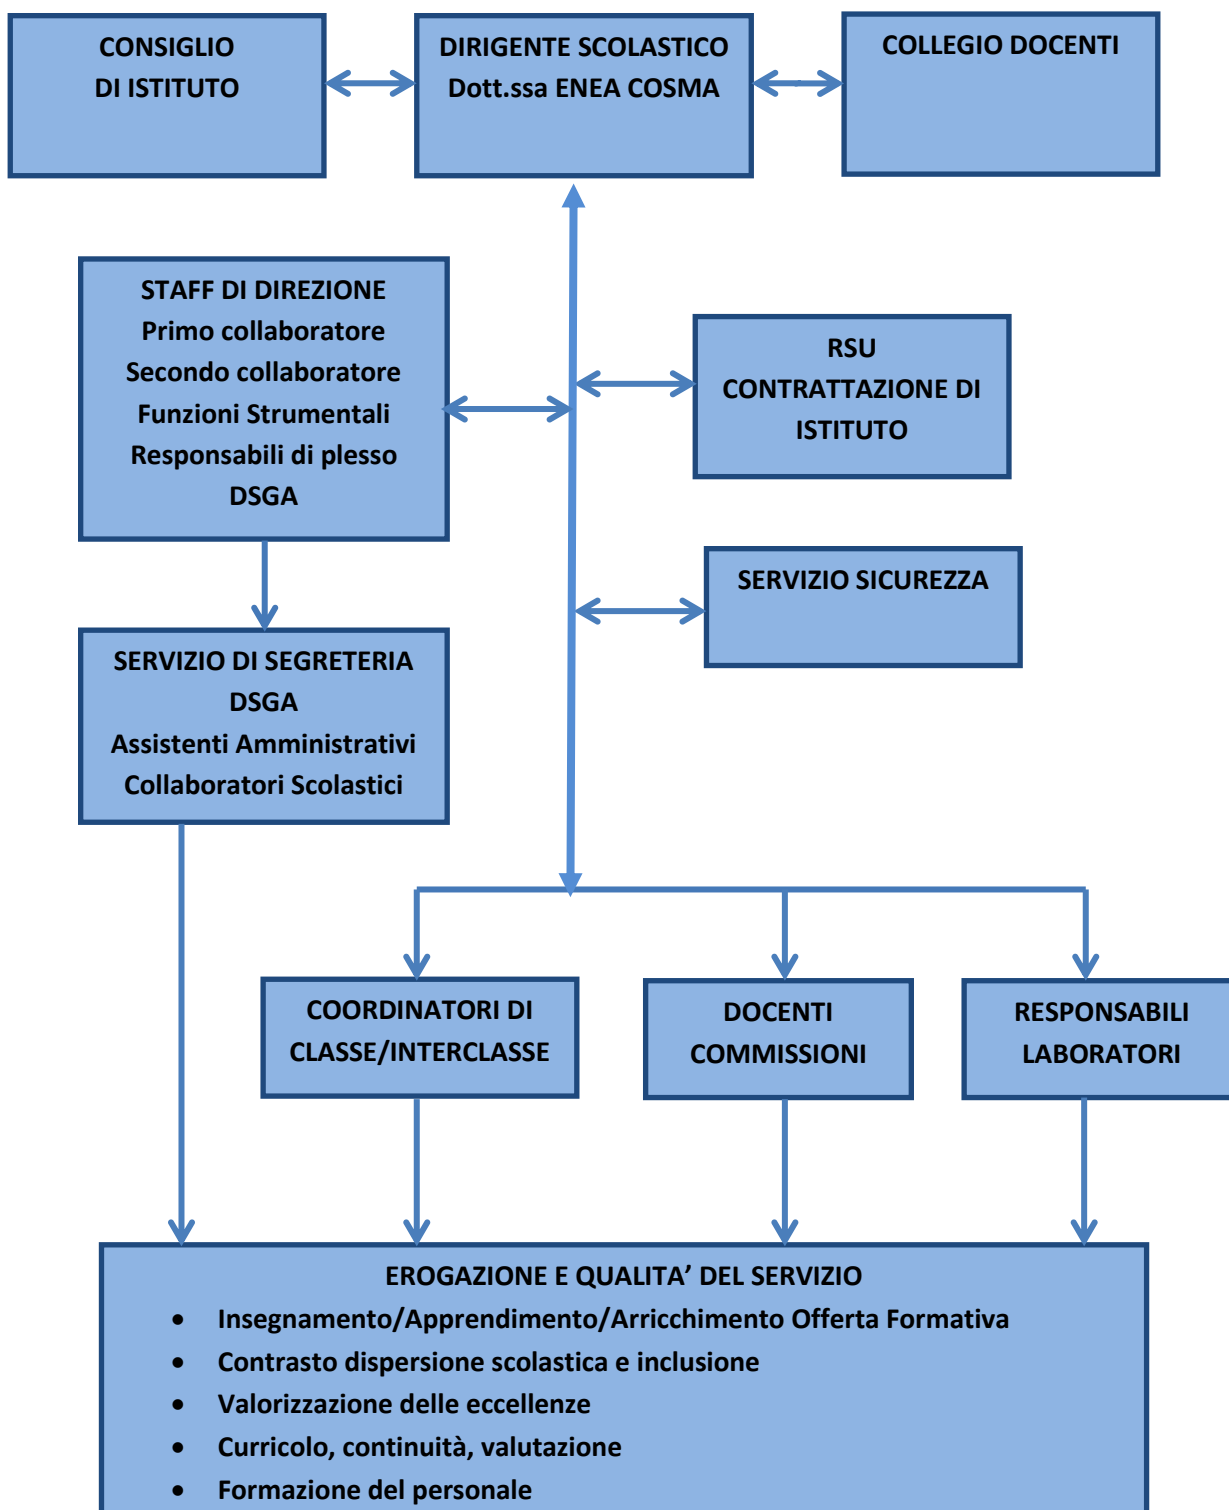 CONSIGLIO
DI ISTITUTO
DIRIGENTE SCOLASTICO
Dott.ssa ENEA COSMA
COLLEGIO DOCENTI
STAFF DI DIREZIONE
Primo collaboratore
Secondo collaboratore
Funzioni Strumentali
Responsabili di plesso
DSGA
RSU
CONTRATTAZIONE DI
ISTITUTO
SERVIZIO SICUREZZA
SERVIZIO DI SEGRETERIA
DSGA
Assistenti Amministrativi
Collaboratori Scolastici
COORDINATORI DI
CLASSE/INTERCLASSE
DOCENTI
COMMISSIONI
RESPONSABILI
LABORATORI
EROGAZIONE E QUALITA’ DEL SERVIZIO
• Insegnamento/Apprendimento/Arricchimento Offerta Formativa
• Contrasto dispersione scolastica e inclusione
• Valorizzazione delle eccellenze
• Curricolo, continuità, valutazione
• Formazione del personale